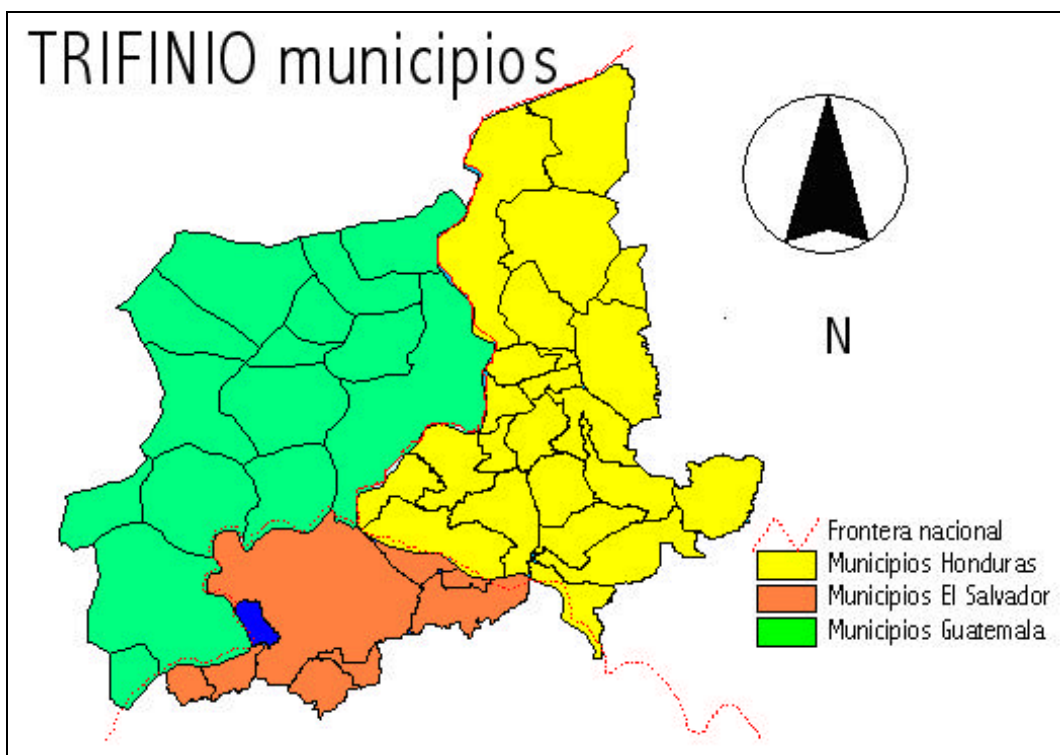 TRIFINIO municipios
N
Frontera nacional
Municipios Honduras
Municipios El Salvador
Municipios Guatemala